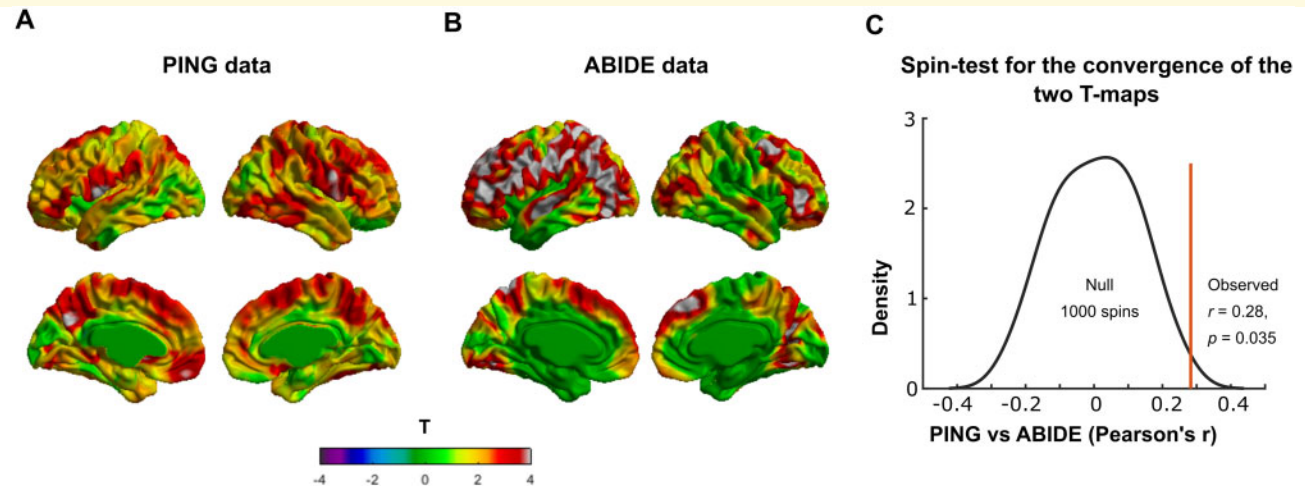 A
PING data
B
ABIDE data
C
Spin-test for the convergence of the
two T-maps
T
-4 -2 0 2 4
3
2
1
0
Density
Null
1000 spins
Observed
r = 0.28,
p = 0.035
-0.4 -0.2 0 0.2 0.4
PING vs ABIDE (Pearson's r)